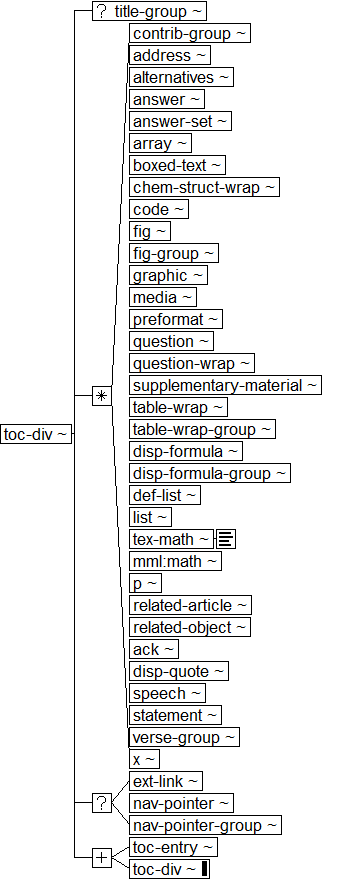 ? title-group ~
contrib-group ~
address ~
alternatives ~
answer ~
answer-set ~
array ~
boxed-text ~
chem-struct-wrap ~
code ~
fig ~
fig-group ~
graphic ~
media ~
preformat ~
question ~
question-wrap ~
supplementary-material ~
*
table-wrap ~
table-wrap-group ~
toc-div ~
disp-formula ~
disp-formula-group ~
def-list ~
list ~
tex-math ~
mml:math ~
p ~
related-article ~
related-object ~
ack ~
disp-quote ~
speech ~
statement ~
verse-group ~
x ~
ext-link ~
? nav-pointer ~
nav-pointer-group ~
toc-entry ~
+
toc-div ~